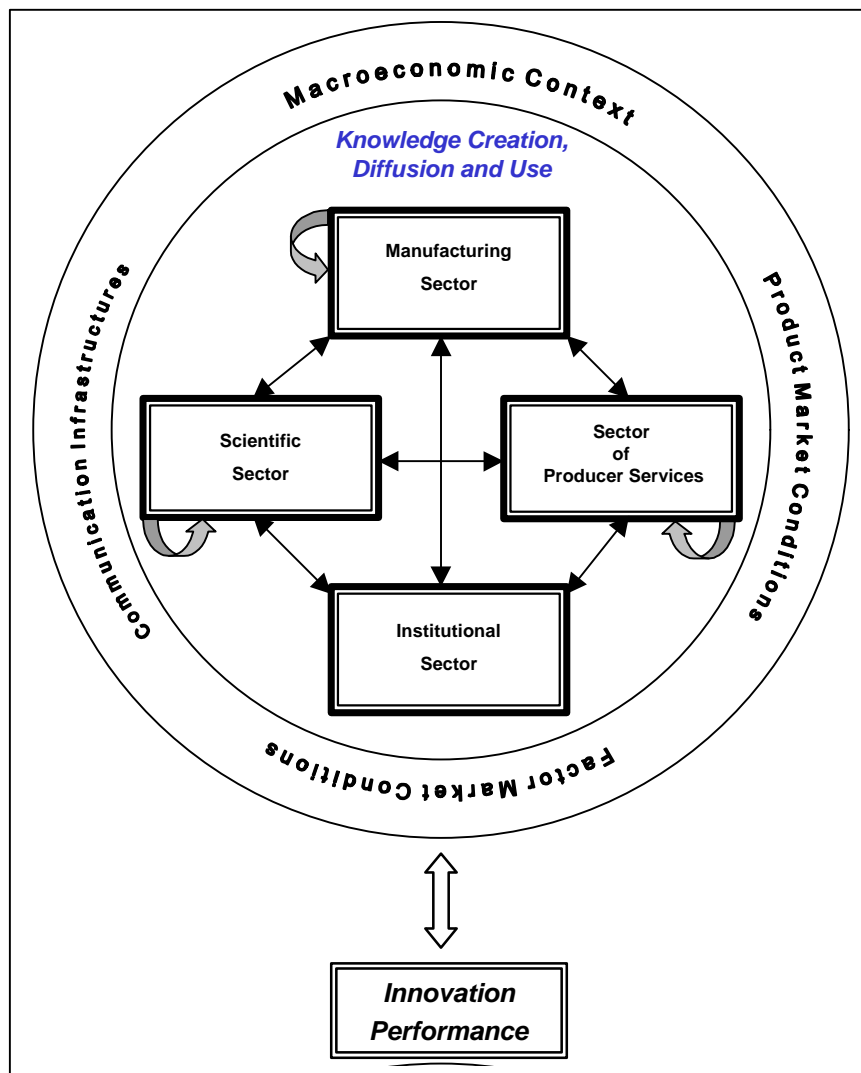 Macroeconomic Context
Knowledge Creation,
Diffusion and Use
Manufacturing
Sector
Communication Infrastructures
Product Market Conditions
Scientific
Sector
Sector
of
Producer Services
Institutional
Sector
Factor Market Conditions
Innovation
Performance